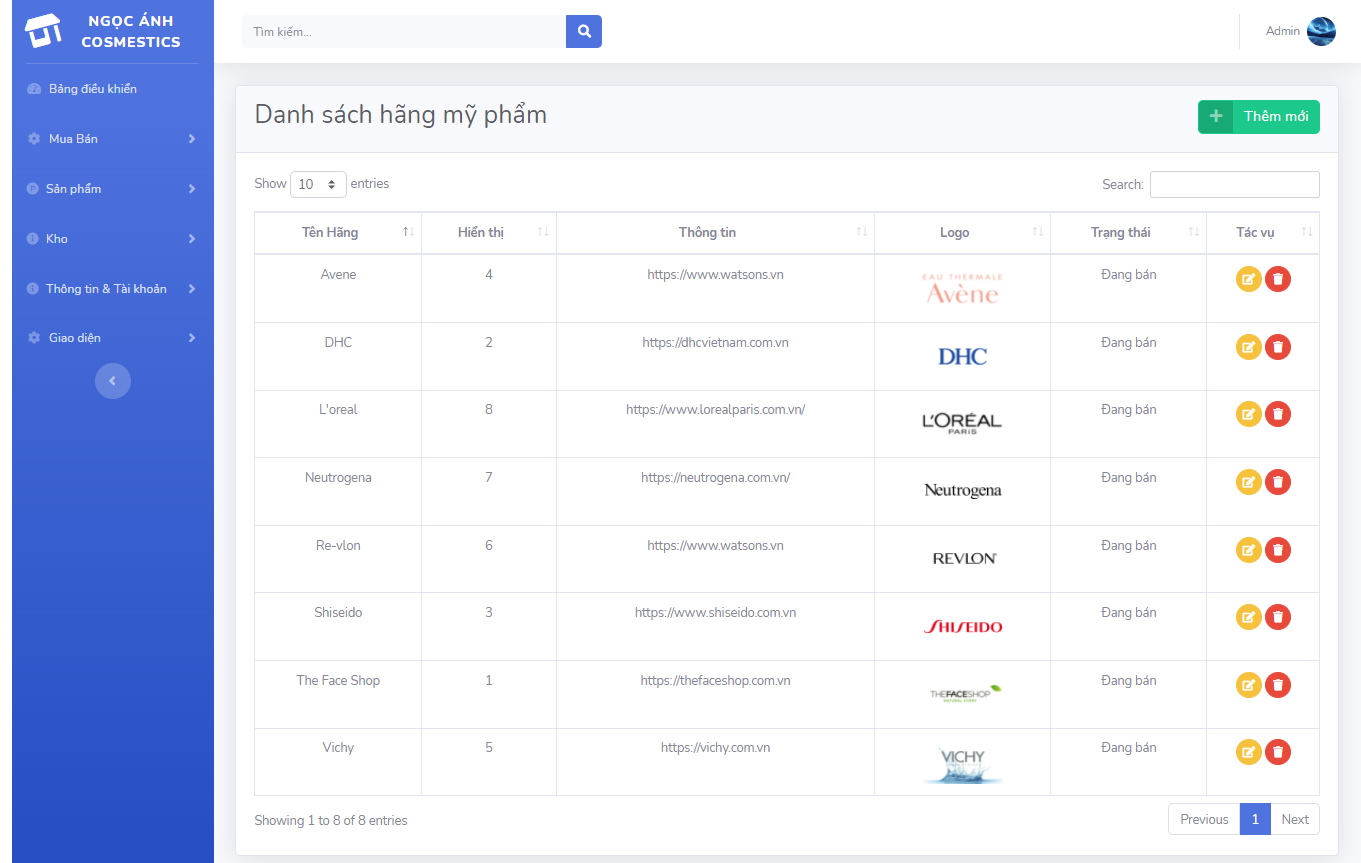 NGỌC ÁNH
COSMESTICS
Tìm kiếm...
Admin
Bảng điều khiển
Mua Bán
Sản phẩm
Kho
Thông tin & Tài khoản
Giao diện
Danh sách hãng mỹ phẩm
Thêm mới
Show 10 entries
Search:
Tên Hãng Hiển thị Thông tin Logo Trạng thái Tác vụ
Avene 4 https://www.watsons.vn EAU THERMALE Avène Đang bán
DHC 2 https://dhcvietnam.com.vn DHC Đang bán
L'oreal 8 https://www.lorealparis.com.vn/ L'ORÉAL PARIS Đang bán
Neutrogena 7 https://neutrogena.com.vn/ Neutrogena Đang bán
Re-vlon 6 https://www.watsons.vn REVLON Đang bán
Shiseido 3 https://www.shiseido.com.vn SHISEIDO Đang bán
The Face Shop 1 https://thefaceshop.com.vn THEFACESHOP NATURAL STORY Đang bán
Vichy 5 https://vichy.com.vn VICHY Đang bán
Showing 1 to 8 of 8 entries
Previous 1 Next